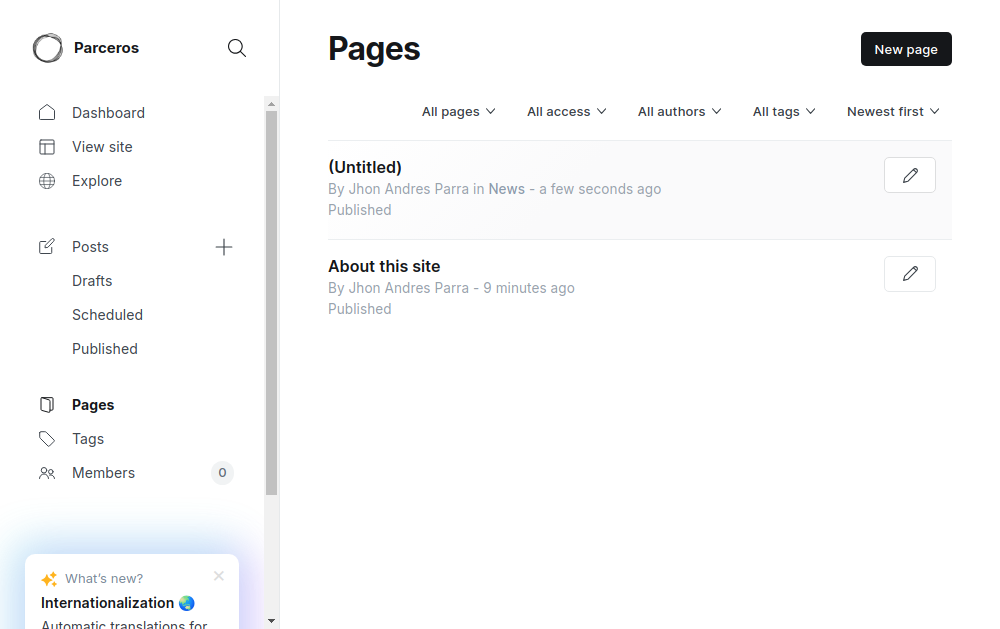 Parceros
Dashboard
View site
Explore
Posts
Drafts
Scheduled
Published
Pages
Tags
Members 0
What's new?
Internationalization 🌏
Automatic translations for
Pages
New page
All pages All access All authors All tags Newest first
(Untitled)
By Jhon Andres Parra in News - a few seconds ago
Published
About this site
By Jhon Andres Parra - 9 minutes ago
Published